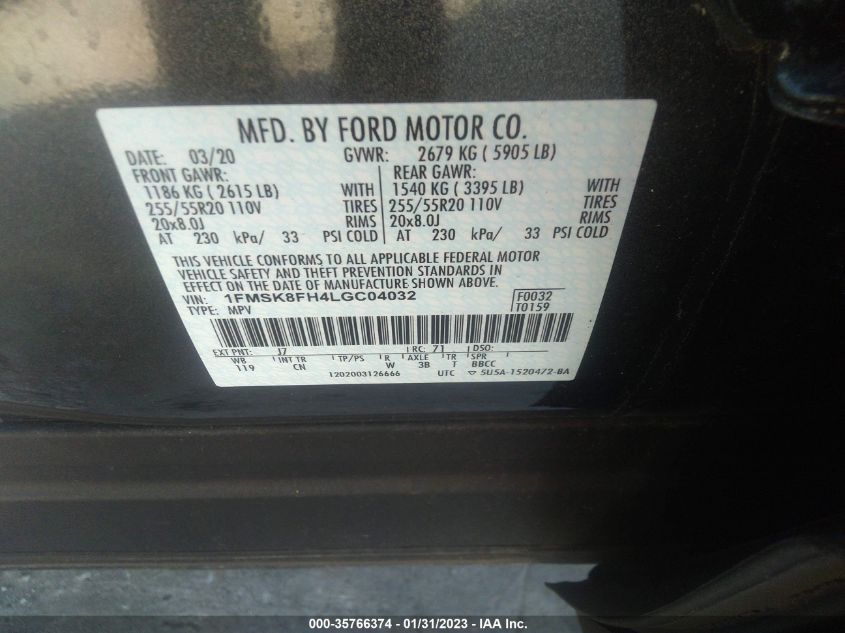 MFD. BY FORD MOTOR CO.
DATE: 03/20 GVWR: 2679 KG ( 5905 LB)
FRONT GAWR: REAR GAWR:
1186 KG ( 2615 LB) WITH 1540 KG ( 3395 LB) WITH
255/55R20 110V TIRES 255/55R20 110V TIRES
20x8.0J RIMS 20x8.0J RIMS
AT 230 kPa/ 33 PSI COLD AT 230 kPa/ 33 PSI COLD
THIS VEHICLE CONFORMS TO ALL APPLICABLE FEDERAL MOTOR
VEHICLE SAFETY AND THEFT PREVENTION STANDARDS IN
EFFECT ON THE DATE OF MANUFACTURE SHOWN ABOVE.
VIN: 1FMSK8FH4LGC04032 F0032
TYPE: MPV T0159
EXT PNT: J7 RC: 71 DSO:
WB INT TR TP/PS R AXLE TR SPR
119 CN W 3B T BBCC
1202003126666 UTC ▽ 5U5A-1520472-BA
000-35766374 - 01/31/2023 - IAA Inc.